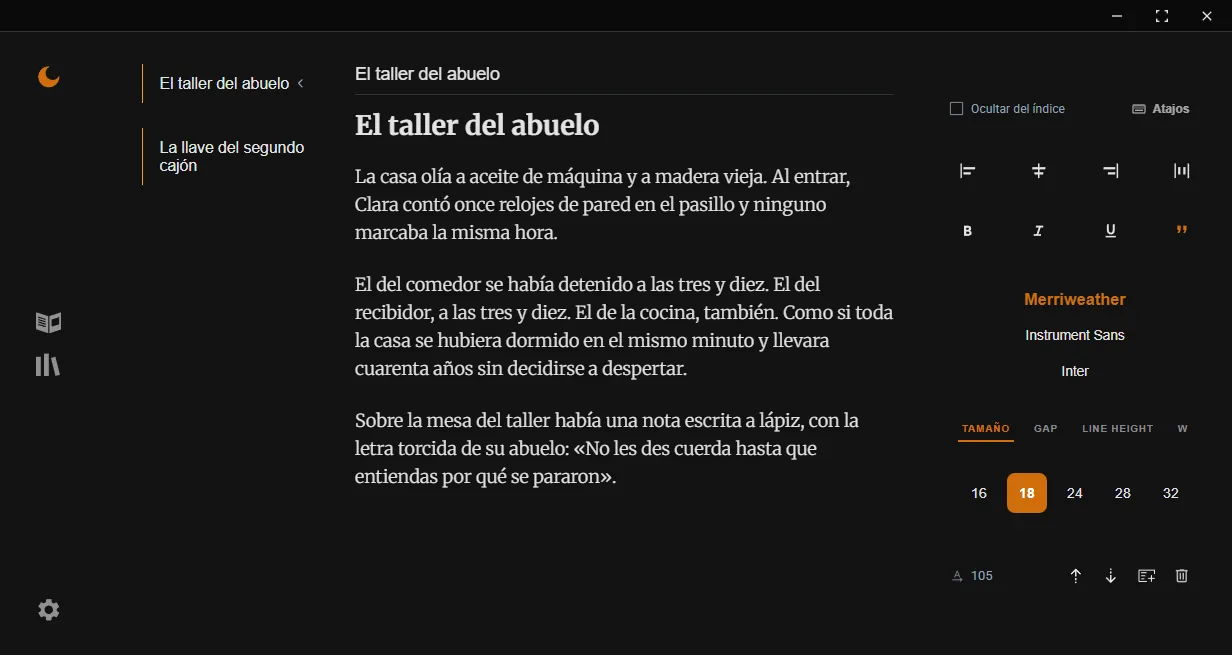 El taller del abuelo
La llave del segundo
cajón
El taller del abuelo
El taller del abuelo
La casa olía a aceite de máquina y a madera vieja. Al entrar,
Clara contó once relojes de pared en el pasillo y ninguno
marcaba la misma hora.
El del comedor se había detenido a las tres y diez. El del
recibidor, a las tres y diez. El de la cocina, también. Como si toda
la casa se hubiera dormido en el mismo minuto y llevara
cuarenta años sin decidirse a despertar.
Sobre la mesa del taller había una nota escrita a lápiz, con la
letra torcida de su abuelo: «No les des cuerda hasta que
entiendas por qué se pararon».
Ocultar del índice Atajos
B I U
Merriweather
Instrument Sans
Inter
TAMAÑO GAP LINE HEIGHT W
16 18 24 28 32
105